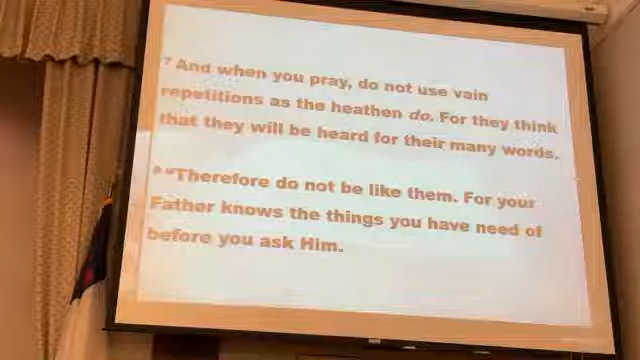 7 And when you pray, do not use vain
repetitions as the heathen do. For they think
that they will be heard for their many words.
8 “Therefore do not be like them. For your
Father knows the things you have need of
before you ask Him.